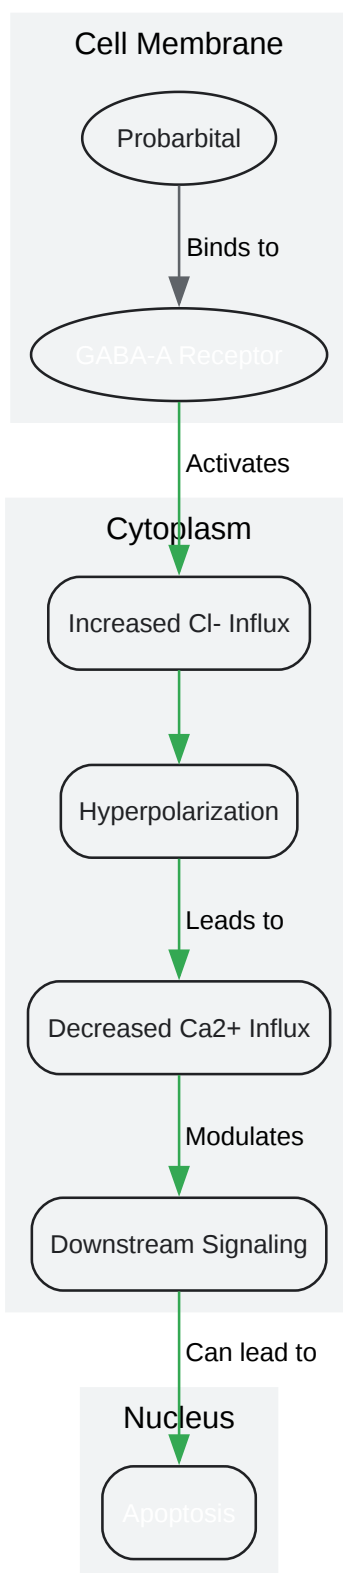 Cell Membrane
Probarbital
Binds to
GABA-A Receptor
Activates
Cytoplasm
Increased Cl- Influx
Hyperpolarization
Leads to
Decreased Ca2+ Influx
Modulates
Downstream Signaling
Can lead to
Nucleus
Apoptosis